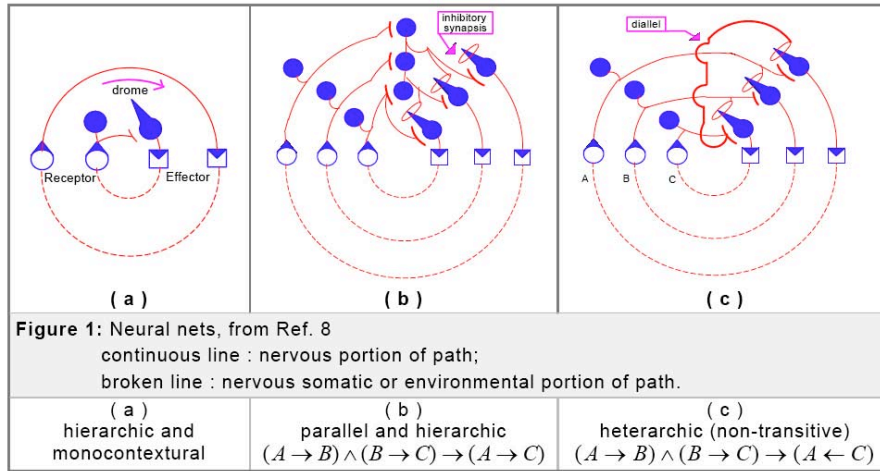 drome
Receptor
Effector
( a )
inhibitory
synapsis
( b )
diallel
A
B
C
( c )
Figure 1: Neural nets, from Ref. 8
continuous line : nervous portion of path;
broken line : nervous somatic or environmental portion of path.
( a )
hierarchic and
monocontextural
( b )
parallel and hierarchic
(A → B) ∧ (B → C) → (A → C)
( c )
heterarchic (non-transitive)
(A → B) ∧ (B → C) → (A ← C)